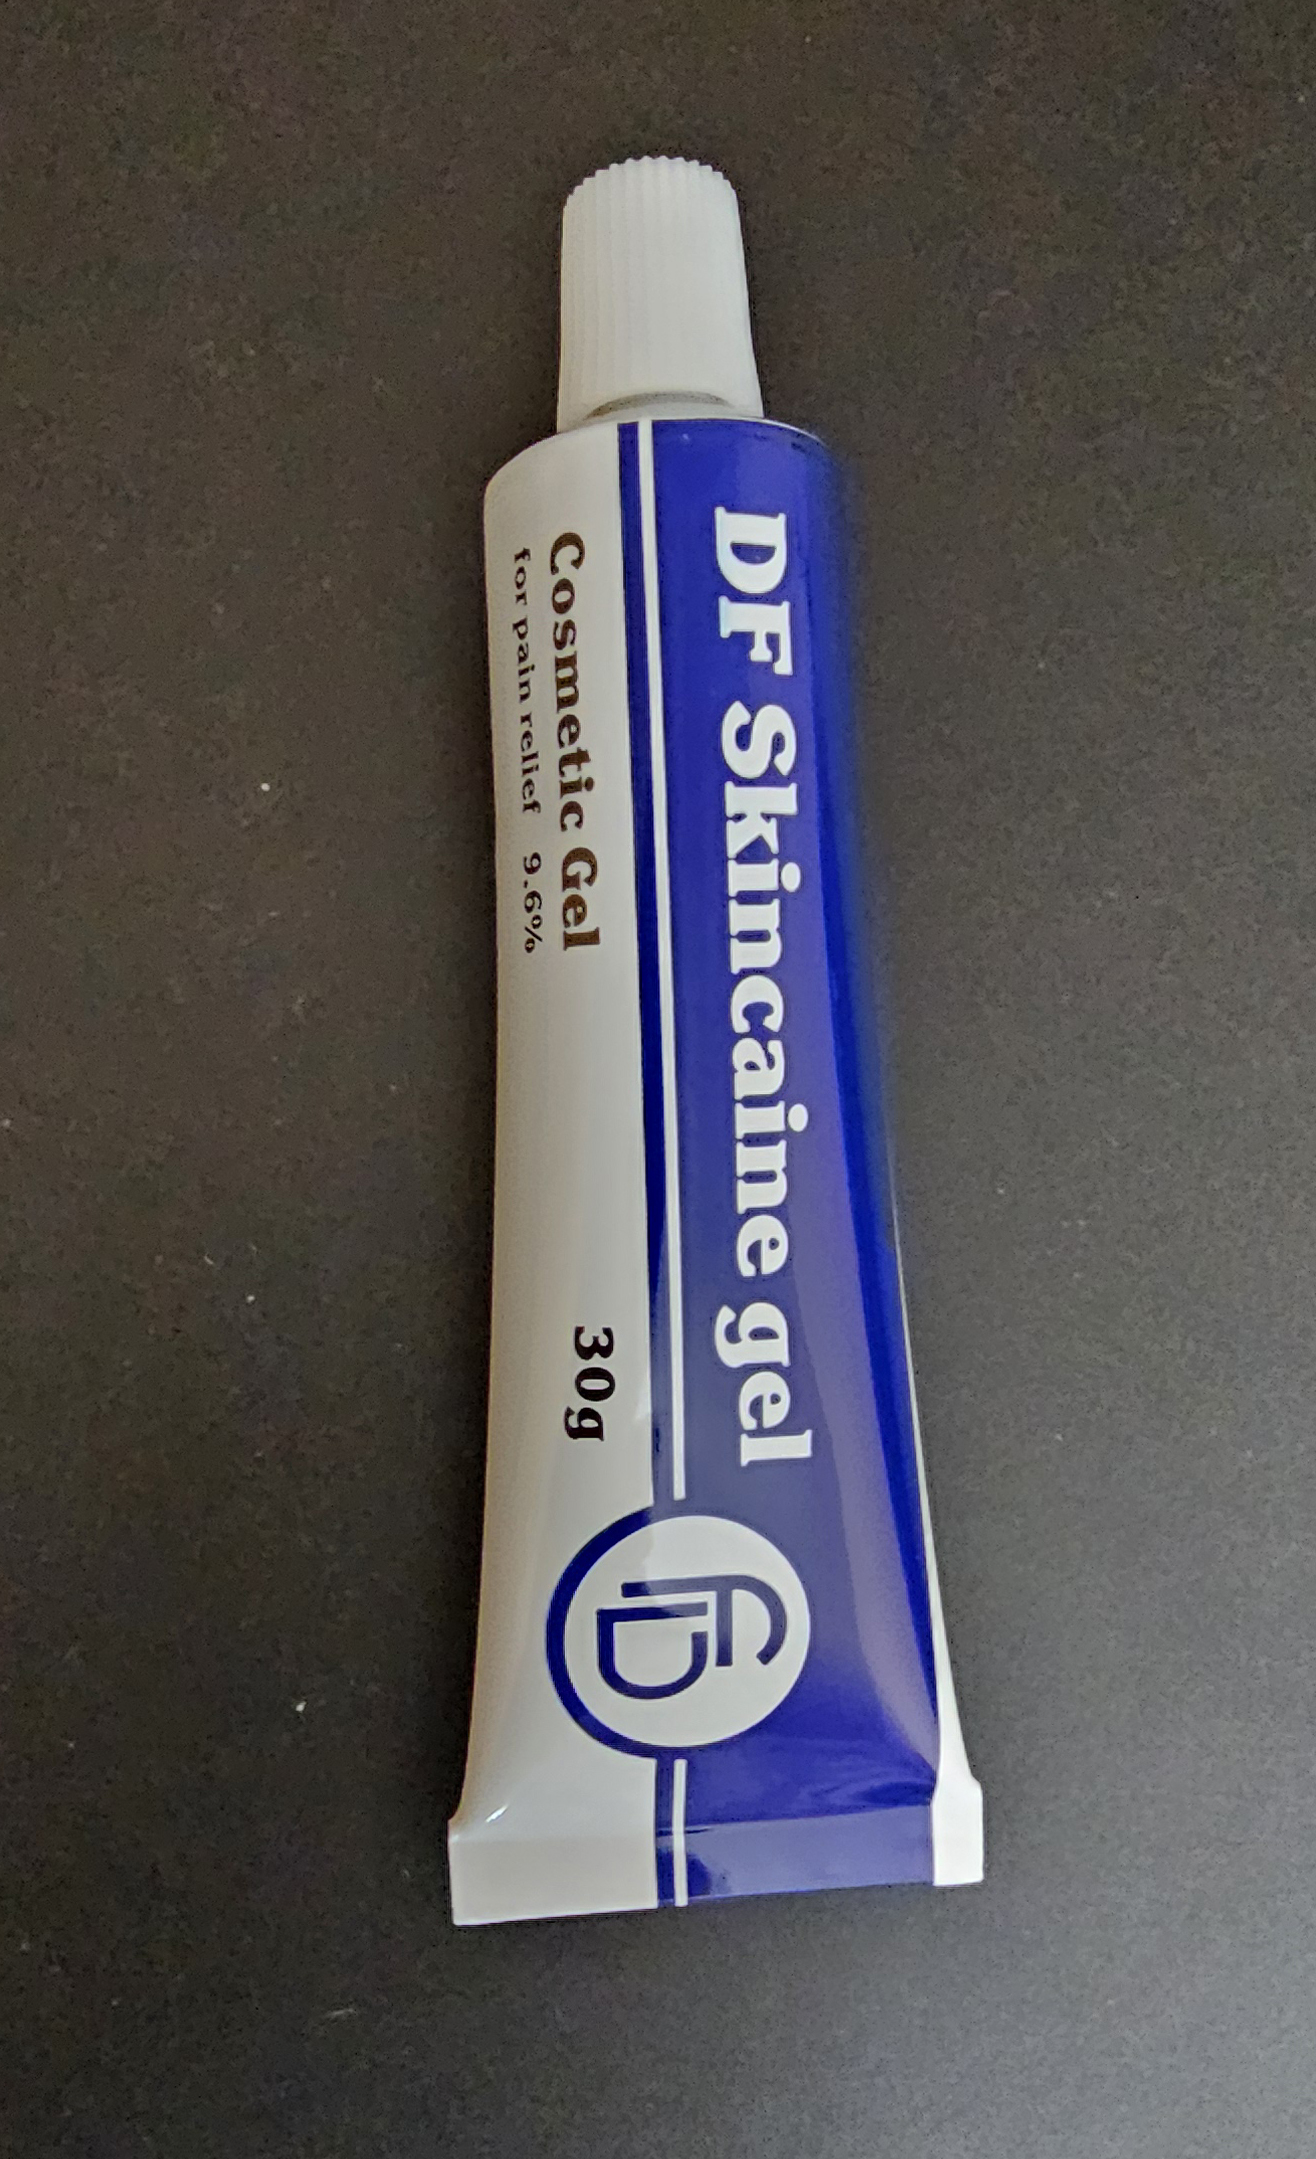 DF Skincaine gel
Cosmetic Gel
for pain relief 9.6%
30g